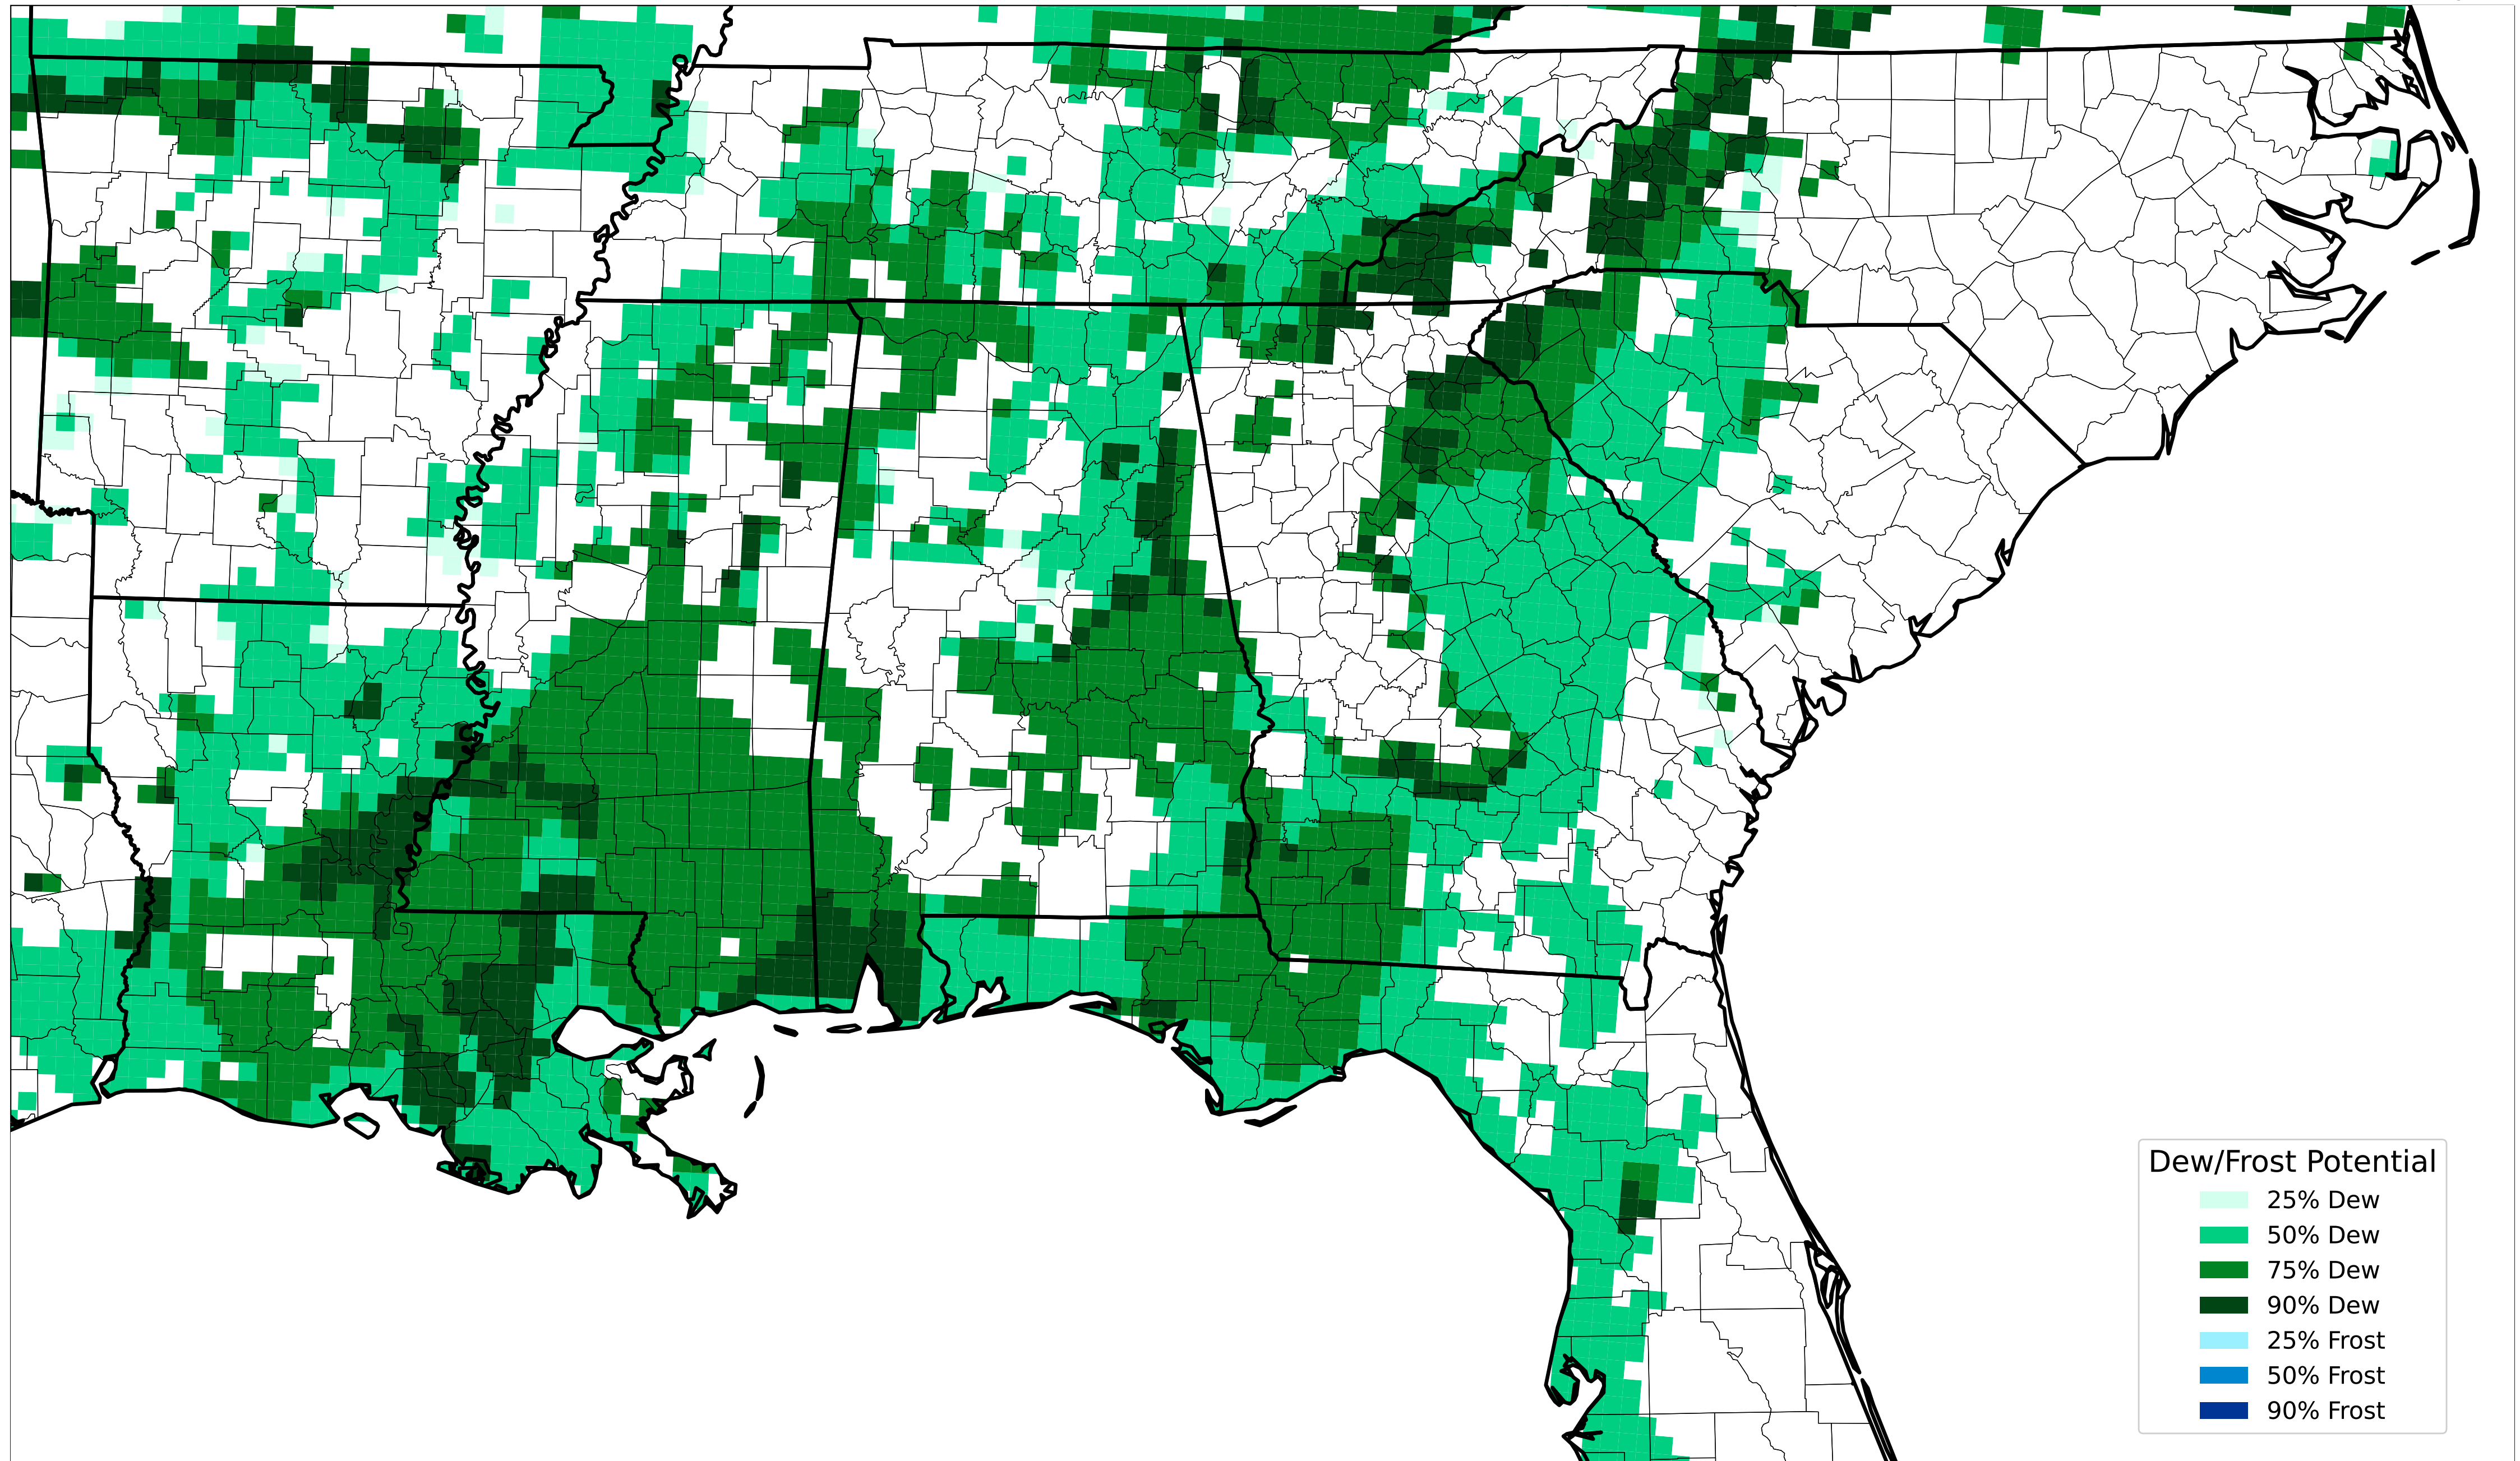 Dew/Frost Potential
25% Dew
50% Dew
75% Dew
90% Dew
25% Frost
50% Frost
90% Frost